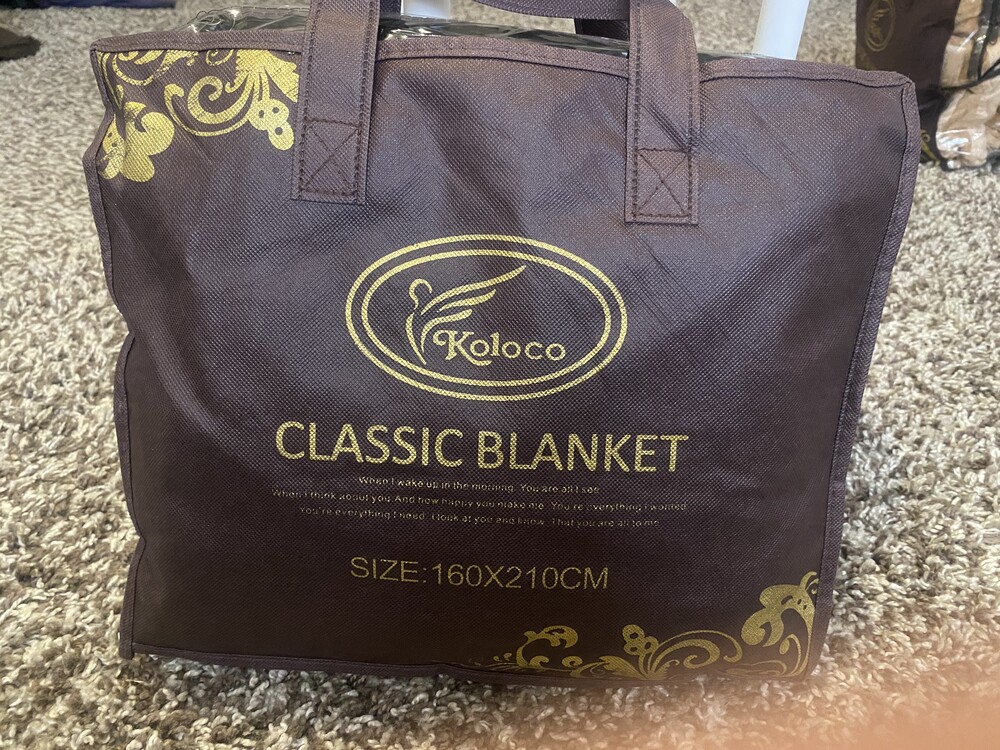 Koloco
CLASSIC BLANKET
When I wake up in the morning. You are all I see
When I think about you. And how happy you make me. You're everything I wanted
You're everything I need. I look at you and know. That you are all to me
SIZE:160X210CM